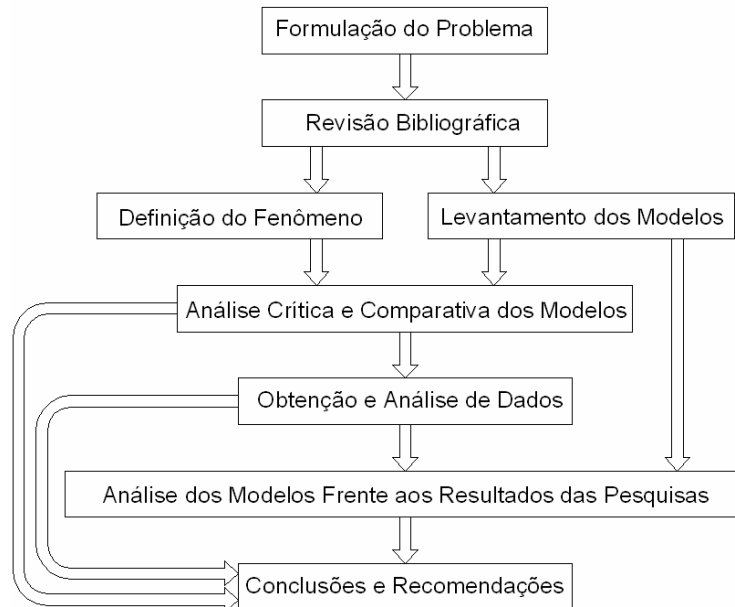 Formulação do Problema
Revisão Bibliográfica
Definição do Fenômeno
Levantamento dos Modelos
Análise Crítica e Comparativa dos Modelos
Obtenção e Análise de Dados
Análise dos Modelos Frente aos Resultados das Pesquisas
Conclusões e Recomendações